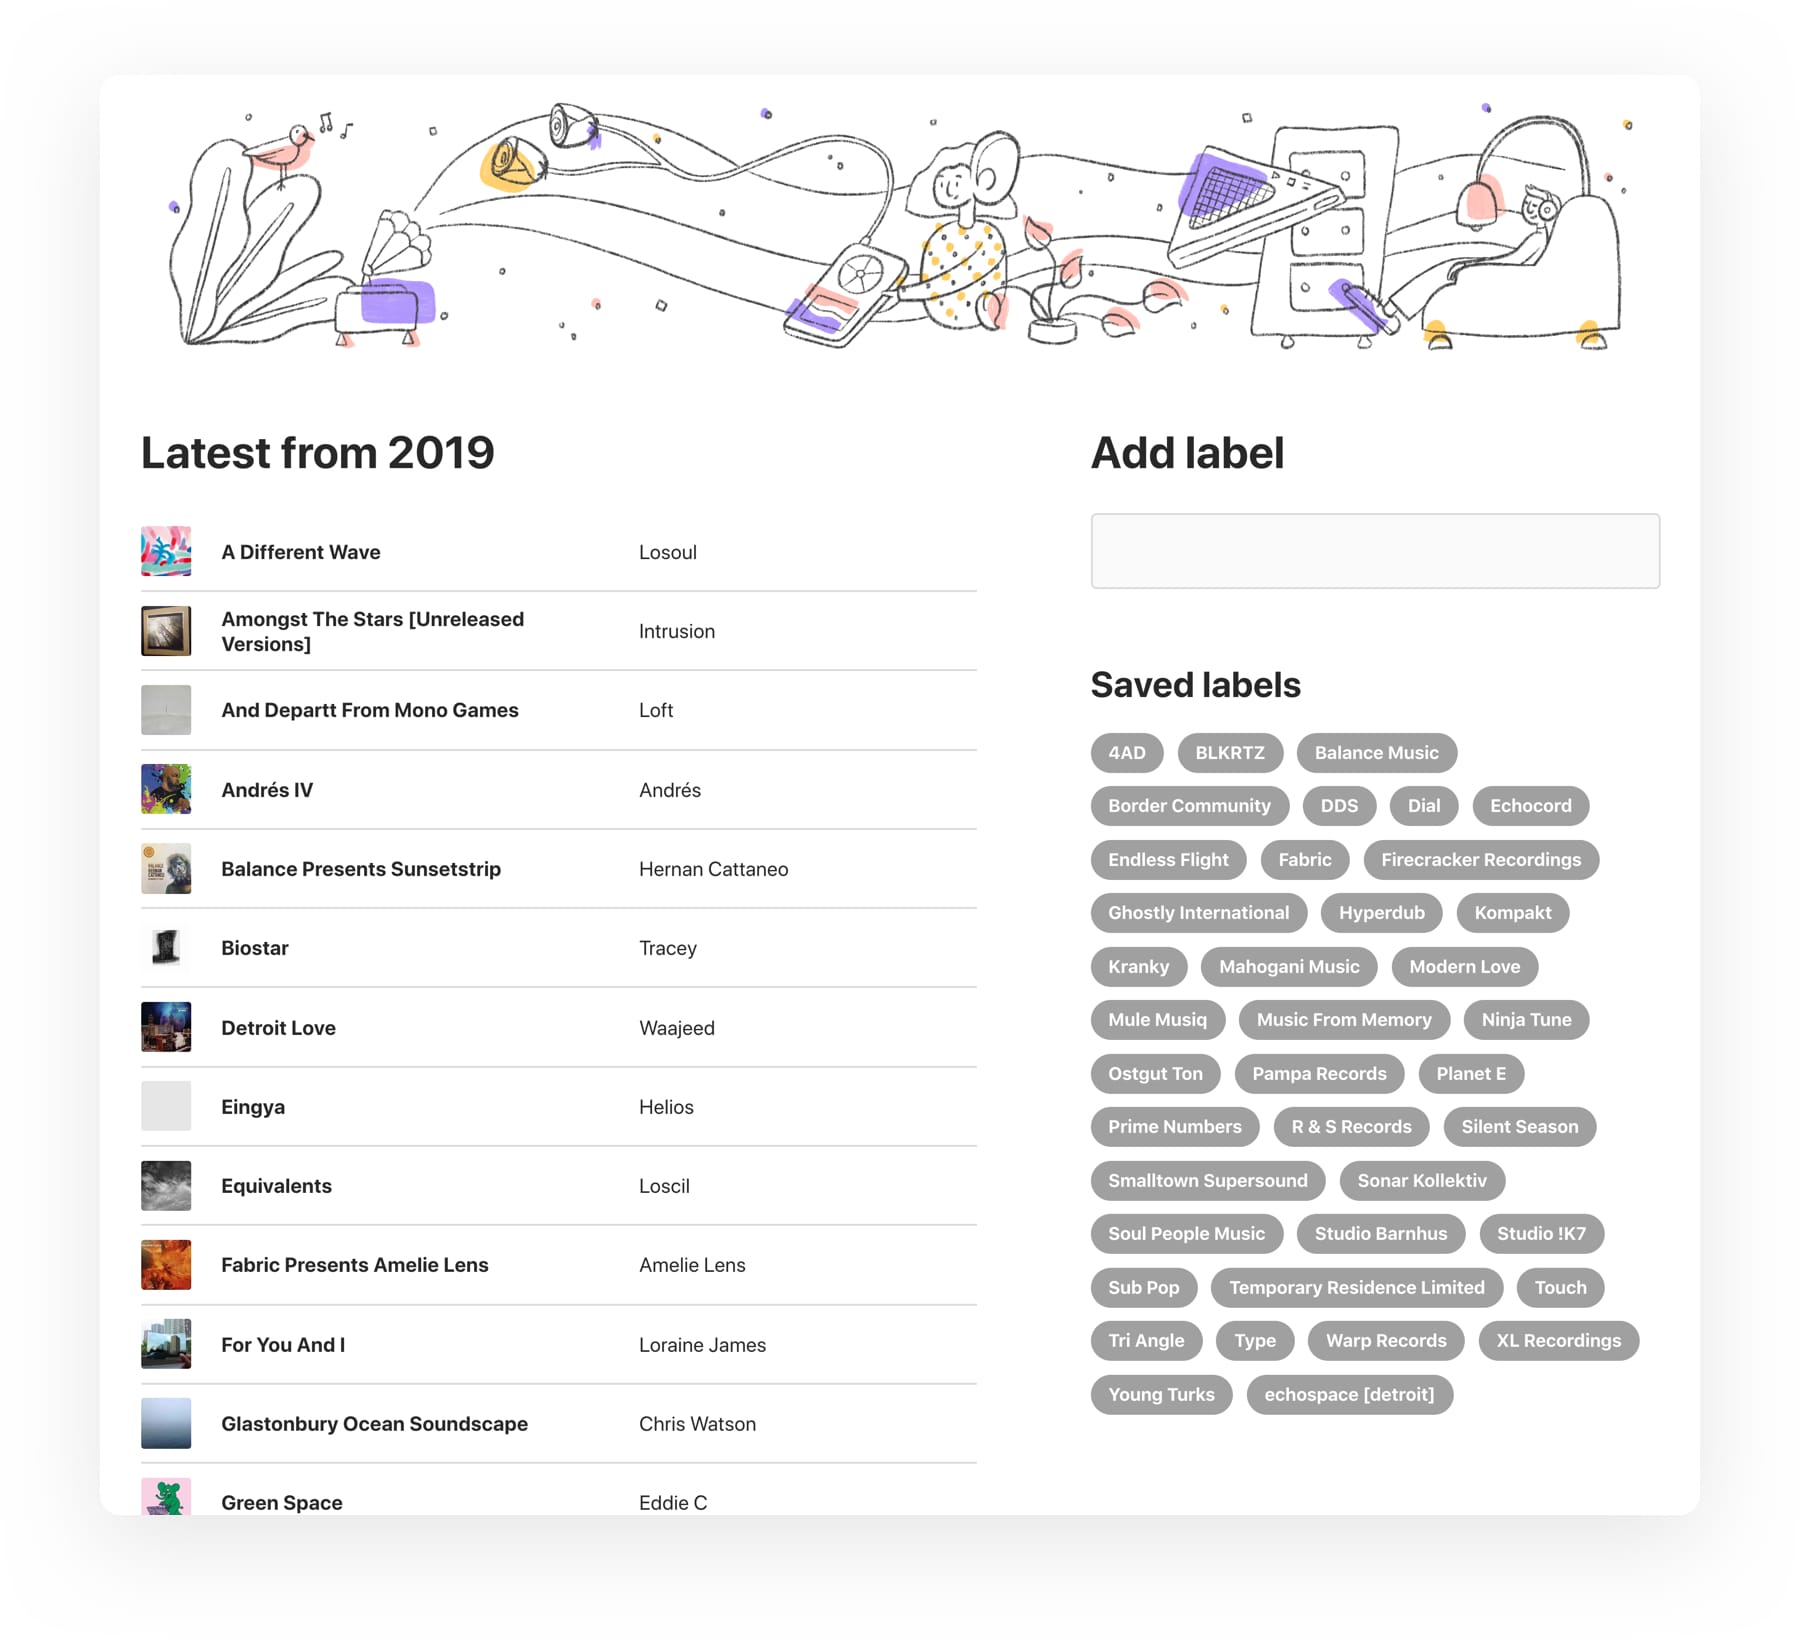 Latest from 2019
A Different Wave
Losoul
Amongst The Stars [Unreleased
Versions]
Intrusion
And Departt From Mono Games
Loft
Andrés IV
Andrés
Balance Presents Sunsetstrip
Hernan Cattaneo
Biostar
Tracey
Detroit Love
Waajeed
Eingya
Helios
Equivalents
Loscil
Fabric Presents Amelie Lens
Amelie Lens
For You And I
Loraine James
Glastonbury Ocean Soundscape
Chris Watson
Green Space
Eddie C
Add label
Saved labels
4AD BLKRTZ Balance Music
Border Community DDS Dial Echocord
Endless Flight Fabric Firecracker Recordings
Ghostly International Hyperdub Kompakt
Kranky Mahogani Music Modern Love
Mule Musiq Music From Memory Ninja Tune
Ostgut Ton Pampa Records Planet E
Prime Numbers R & S Records Silent Season
Smalltown Supersound Sonar Kollektiv
Soul People Music Studio Barnhus Studio !K7
Sub Pop Temporary Residence Limited Touch
Tri Angle Type Warp Records XL Recordings
Young Turks echospace [detroit]